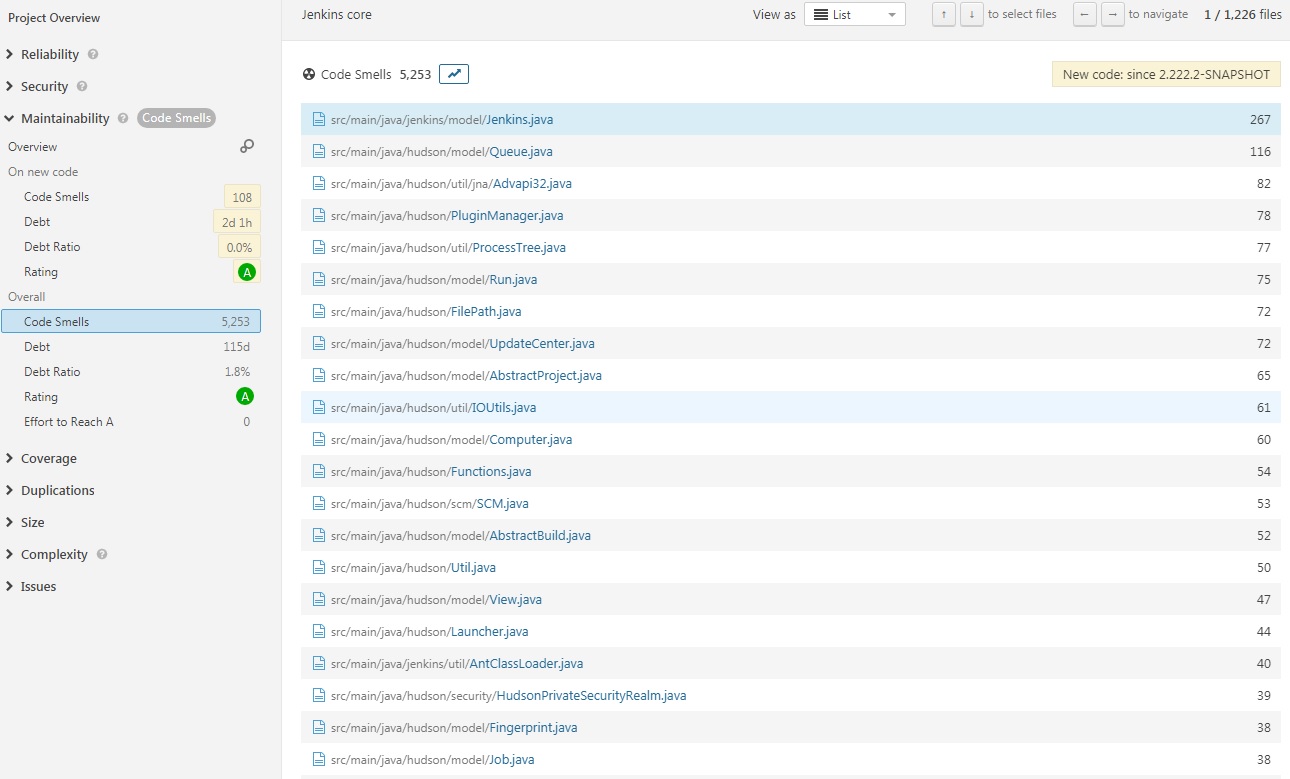 Project Overview
Reliability ?
Security ?
Maintainability ? Code Smells
Overview
On new code
Code Smells 108
Debt 2d 1h
Debt Ratio 0.0%
Rating A
Overall
Code Smells 5,253
Debt 115d
Debt Ratio 1.8%
Rating A
Effort to Reach A 0
Coverage
Duplications
Size
Complexity ?
Issues
Jenkins core View as List ↑ ↓ to select files ← → to navigate 1 / 1,226 files
Code Smells 5,253 New code: since 2.222.2-SNAPSHOT
src/main/java/jenkins/model/Jenkins.java 267
src/main/java/hudson/model/Queue.java 116
src/main/java/hudson/util/jna/Advapi32.java 82
src/main/java/hudson/PluginManager.java 78
src/main/java/hudson/util/ProcessTree.java 77
src/main/java/hudson/model/Run.java 75
src/main/java/hudson/FilePath.java 72
src/main/java/hudson/model/UpdateCenter.java 72
src/main/java/hudson/model/AbstractProject.java 65
src/main/java/hudson/util/IOUtils.java 61
src/main/java/hudson/model/Computer.java 60
src/main/java/hudson/Functions.java 54
src/main/java/hudson/scm/SCM.java 53
src/main/java/hudson/model/AbstractBuild.java 52
src/main/java/hudson/Util.java 50
src/main/java/hudson/model/View.java 47
src/main/java/hudson/Launcher.java 44
src/main/java/jenkins/util/AntClassLoader.java 40
src/main/java/hudson/security/HudsonPrivateSecurityRealm.java 39
src/main/java/hudson/model/Fingerprint.java 38
src/main/java/hudson/model/Job.java 38